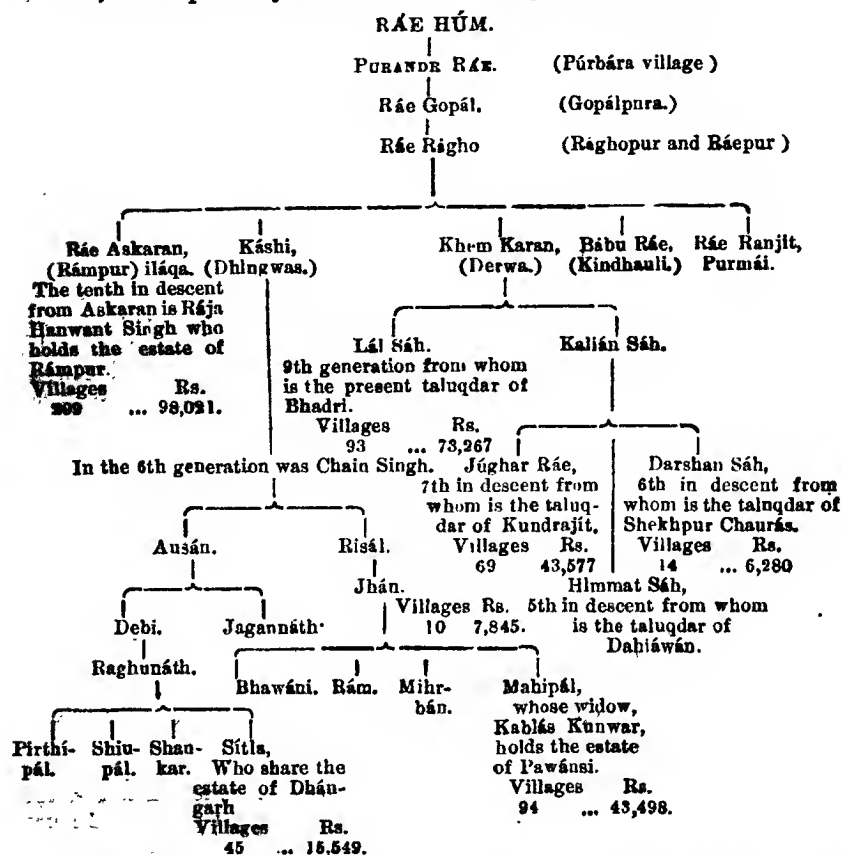 RÁE HÚM.
PURANDR RÁE. (Púrbára village)
Ráe Gopál. (Gopálpura.)
Ráe Rágho (Rághopur and Ráepur)
Ráe Askaran, Káshi, Khem Karan, Bábu Ráe, Ráe Ranjít,
(Rámpur) iláqa. (Dhingwas.) (Derwa.) (Kindhauli.) Purmái.
The tenth in descent
from Askaran is Rája
Hanwant Singh who
holds the estate of
Rámpur.
Villages Rs.
209 ... 98,021.
Lál Sáh. Kalián Sáh.
9th generation from whom
is the present taluqdar of
Bhadri.
Villages Rs.
93 ... 73,267
In the 6th generation was Chain Singh.
Júghar Ráe,
7th in descent from
whom is the taluq-
dar of Kundrajít,
Villages Rs.
69 43,577
Darshan Sáh,
6th in descent from
whom is the taluqdar of
Shekhpur Chaurás.
Villages Rs.
14 ... 6,280
Himmat Sáh,
5th in descent from whom
is the taluqdar of
Dahiáwán.
Ausán. Risál.
Jhán.
Villages Rs.
10 7,845.
Debi. Jagannáth
Raghunáth.
Bhawáni. Rám. Mihr-
bán.
Mahipál,
whose widow,
Kablás Kunwar,
holds the estate
of Pawánsi.
Villages Rs.
94 ... 43,498.
Pirthí-
pál.
Shiu-
pál.
Shan-
kar.
Sítla,
Who share the
estate of Dhán-
garh
Villages Rs.
45 ... 15,549.